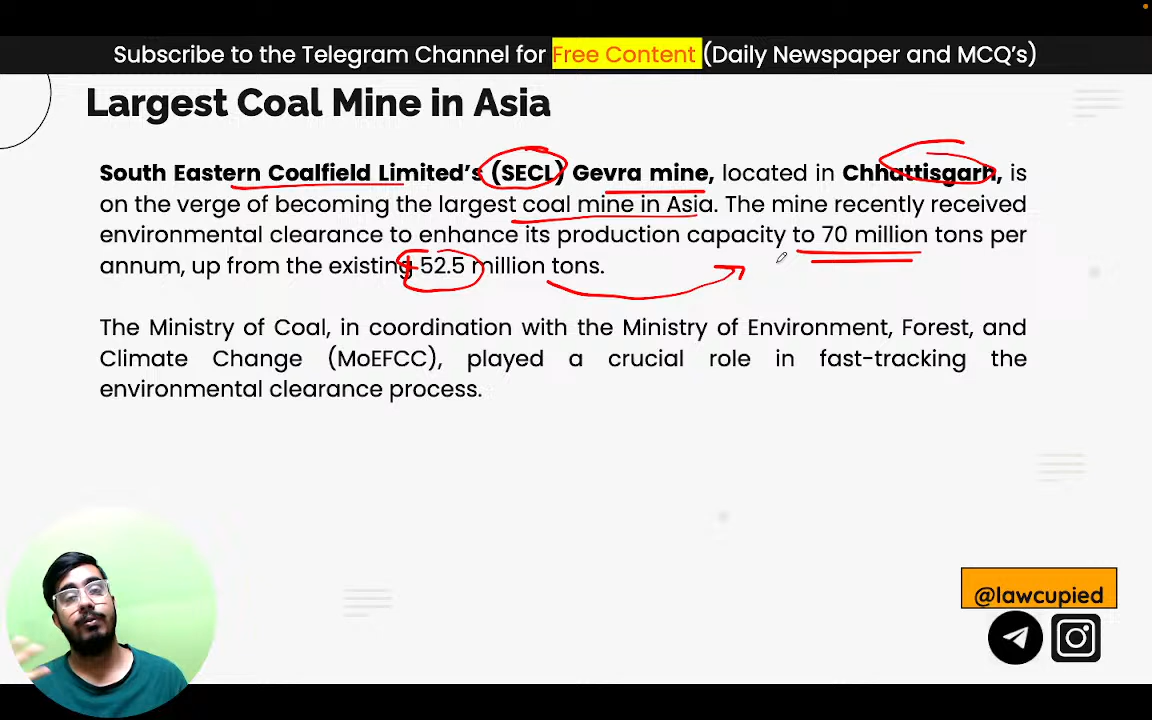 Subscribe to the Telegram Channel for Free Content (Daily Newspaper and MCQ's)
Largest Coal Mine in Asia
South Eastern Coalfield Limited's (SECL) Gevra mine, located in Chhattisgarh, is
on the verge of becoming the largest coal mine in Asia. The mine recently received
environmental clearance to enhance its production capacity to 70 million tons per
annum, up from the existing 52.5 million tons.
The Ministry of Coal, in coordination with the Ministry of Environment, Forest, and
Climate Change (MoEFCC), played a crucial role in fast-tracking the
environmental clearance process.
@lawcupied